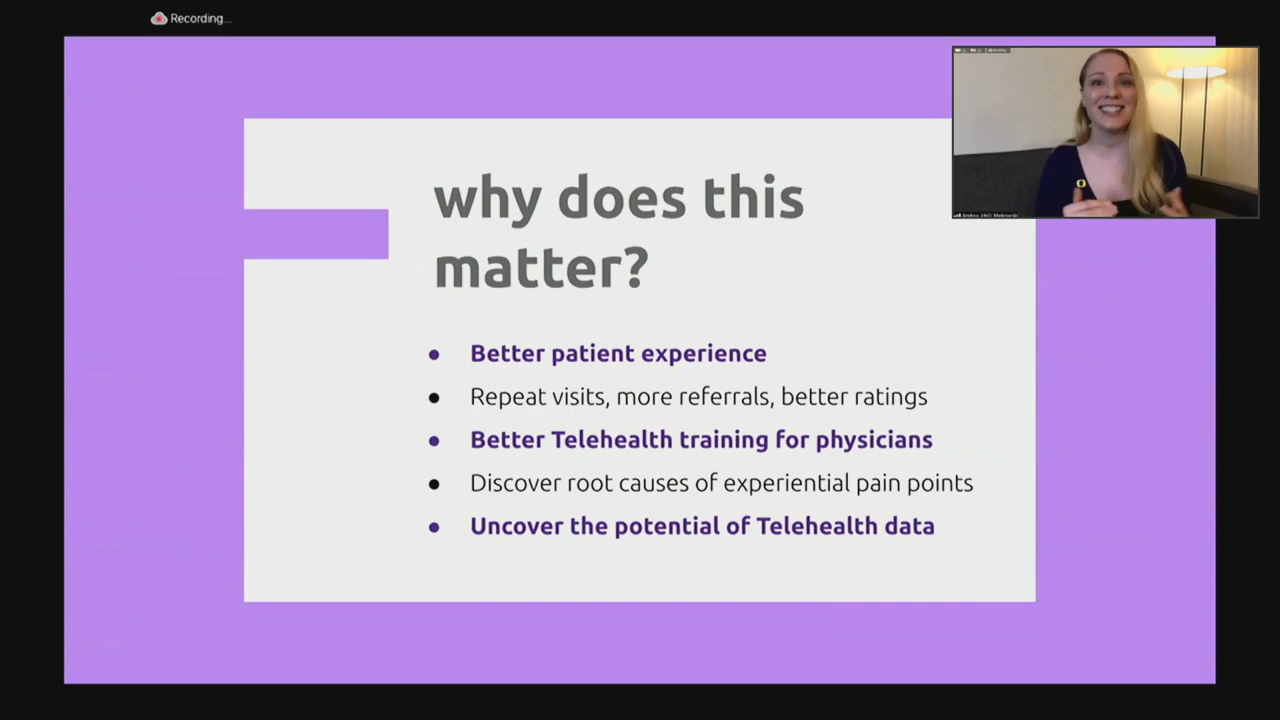 Recording...
why does this
matter?
Better patient experience
Repeat visits, more referrals, better ratings
Better Telehealth training for physicians
Discover root causes of experiential pain points
Uncover the potential of Telehealth data